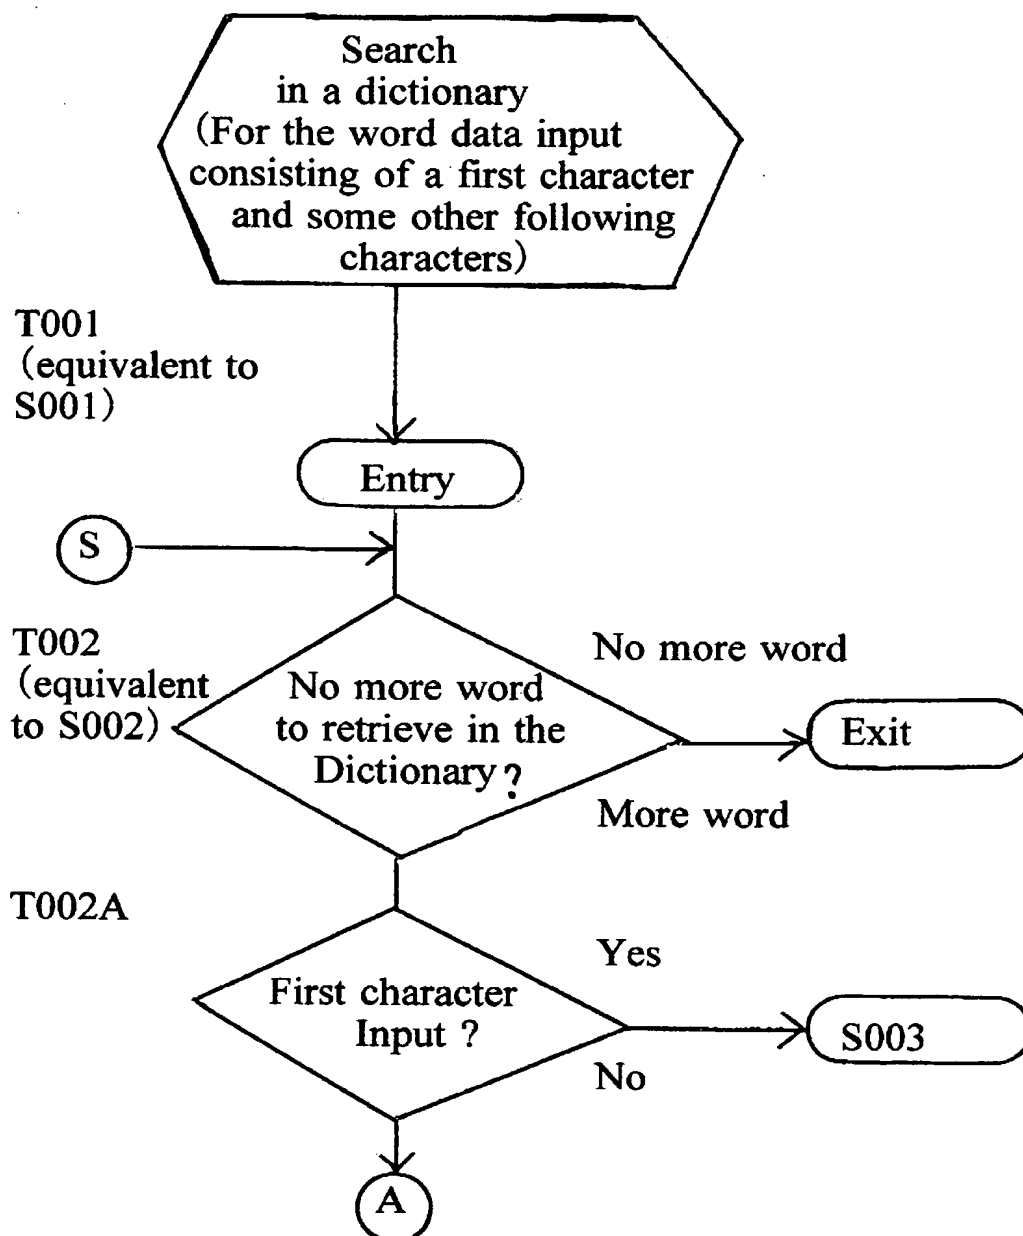 Search
in a dictionary
(For the word data input
consisting of a first character
and some other following
characters)
T001
(equivalent to
S001)
Entry
S
T002
(equivalent
to S002)
No more word
No more word
to retrieve in the
Dictionary?
Exit
More word
T002A
Yes
First character
Input ?
S003
No
A